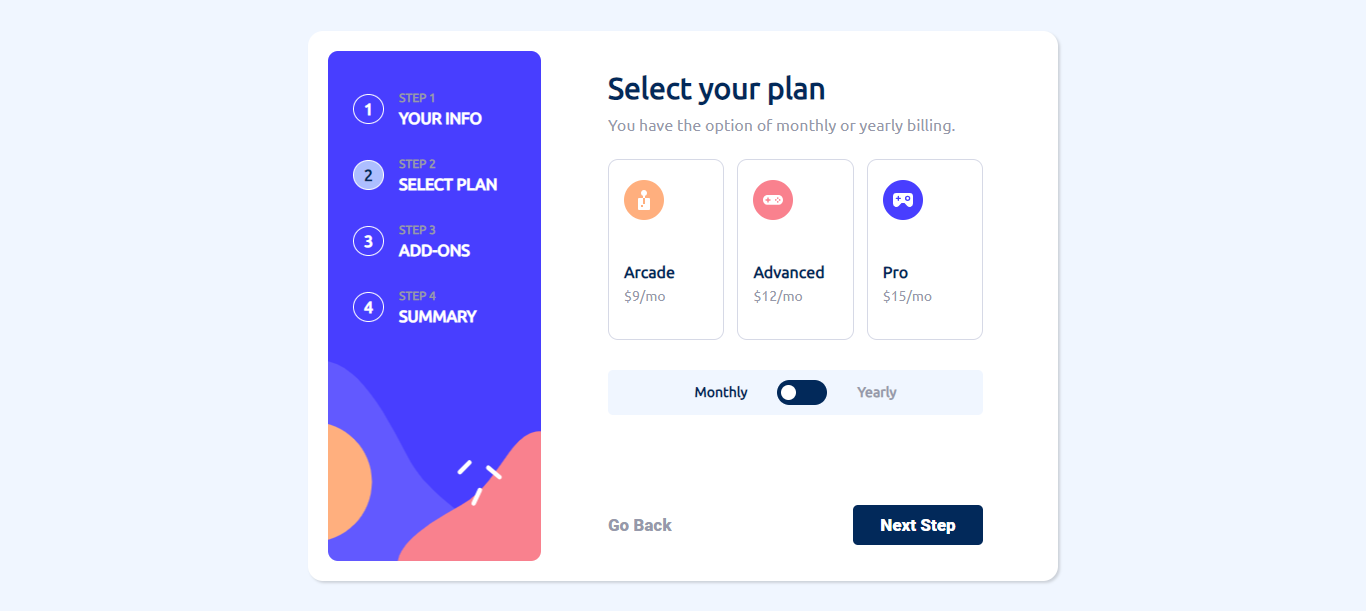 1
STEP 1
YOUR INFO
2
STEP 2
SELECT PLAN
3
STEP 3
ADD-ONS
4
STEP 4
SUMMARY
Select your plan
You have the option of monthly or yearly billing.
Arcade
$9/mo
Advanced
$12/mo
Pro
$15/mo
Monthly
Yearly
Go Back
Next Step